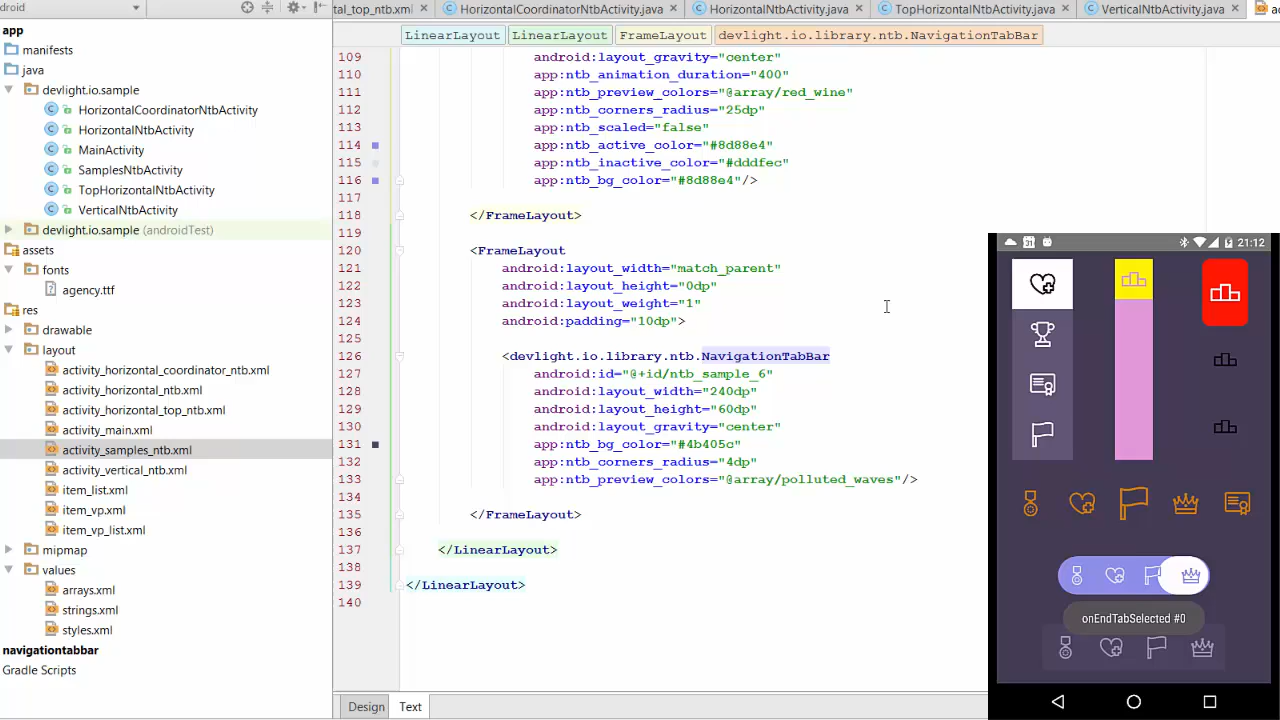 droid
al_top_ntb.xml
HorizontalCoordinatorNtbActivity.java
HorizontalNtbActivity.java
TopHorizontalNtbActivity.java
VerticalNtbActivity.java
app
manifests
java
devlight.io.sample
HorizontalCoordinatorNtbActivity
HorizontalNtbActivity
MainActivity
SamplesNtbActivity
TopHorizontalNtbActivity
VerticalNtbActivity
devlight.io.sample (androidTest)
assets
fonts
agency.ttf
res
drawable
layout
activity_horizontal_coordinator_ntb.xml
activity_horizontal_ntb.xml
activity_horizontal_top_ntb.xml
activity_main.xml
activity_samples_ntb.xml
activity_vertical_ntb.xml
item_list.xml
item_vp.xml
item_vp_list.xml
mipmap
values
arrays.xml
strings.xml
styles.xml
navigationtabbar
Gradle Scripts
LinearLayout LinearLayout FrameLayout devlight.io.library.ntb.NavigationTabBar
109 android:layout_gravity="center"
110 app:ntb_animation_duration="400"
111 app:ntb_preview_colors="@array/red_wine"
112 app:ntb_corners_radius="25dp"
113 app:ntb_scaled="false"
114 app:ntb_active_color="#8d88e4"
115 app:ntb_inactive_color="#dddfec"
116 app:ntb_bg_color="#8d88e4"/>
117
118 </FrameLayout>
119
120 <FrameLayout
121 android:layout_width="match_parent"
122 android:layout_height="0dp"
123 android:layout_weight="1"
124 android:padding="10dp">
125
126 <devlight.io.library.ntb.NavigationTabBar
127 android:id="@+id/ntb_sample_6"
128 android:layout_width="240dp"
129 android:layout_height="60dp"
130 android:layout_gravity="center"
131 app:ntb_bg_color="#4b405c"
132 app:ntb_corners_radius="4dp"
133 app:ntb_preview_colors="@array/polluted_waves"/>
134
135 </FrameLayout>
136
137 </LinearLayout>
138
139 </LinearLayout>
140
Design Text
31 21:12
onEndTabSelected #0